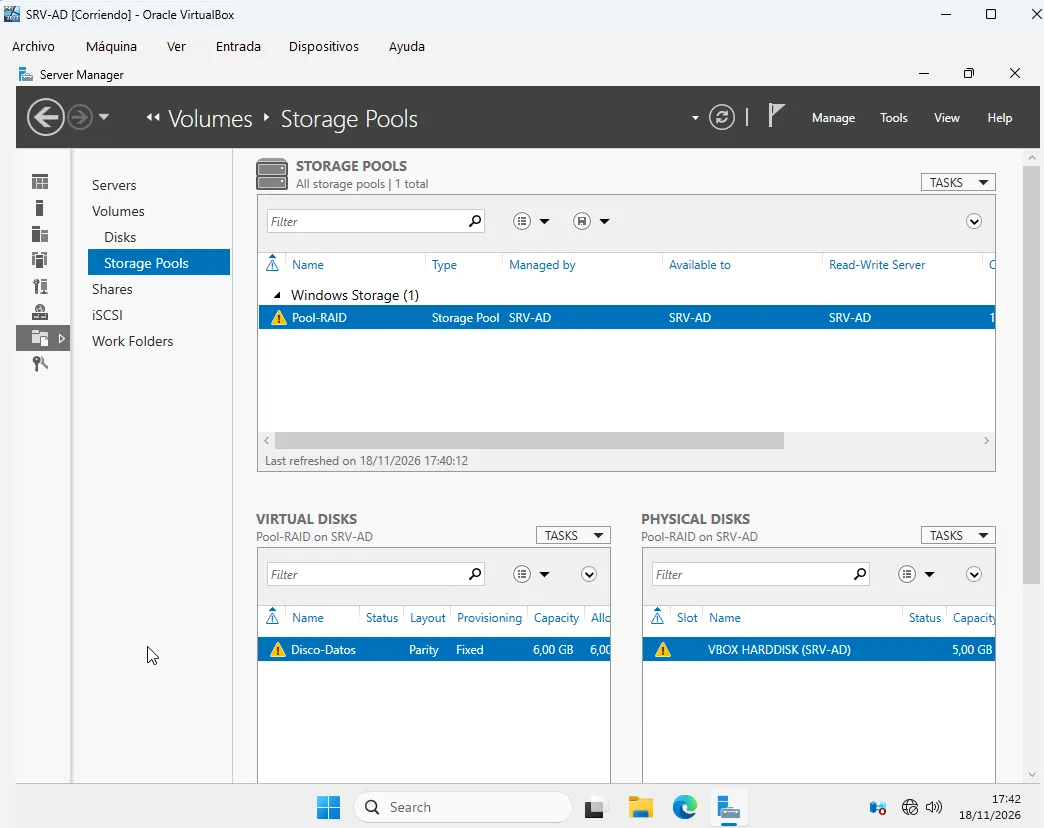 SRV-AD [Corriendo] - Oracle VirtualBox
Archivo Máquina Ver Entrada Dispositivos Ayuda
Server Manager
Volumes Storage Pools
Manage Tools View Help
Servers
Volumes
Disks
Storage Pools
Shares
iSCSI
Work Folders
STORAGE POOLS
All storage pools | 1 total
TASKS
Filter
Name Type Managed by Available to Read-Write Server C
Windows Storage (1)
Pool-RAID Storage Pool SRV-AD SRV-AD SRV-AD 1
Last refreshed on 18/11/2026 17:40:12
VIRTUAL DISKS
Pool-RAID on SRV-AD
TASKS
Filter
Name Status Layout Provisioning Capacity Allo
Disco-Datos Parity Fixed 6,00 GB 6,00
PHYSICAL DISKS
Pool-RAID on SRV-AD
TASKS
Filter
Slot Name Status Capacity
VBOX HARDDISK (SRV-AD) 5,00 GB
Search
17:42
18/11/2026